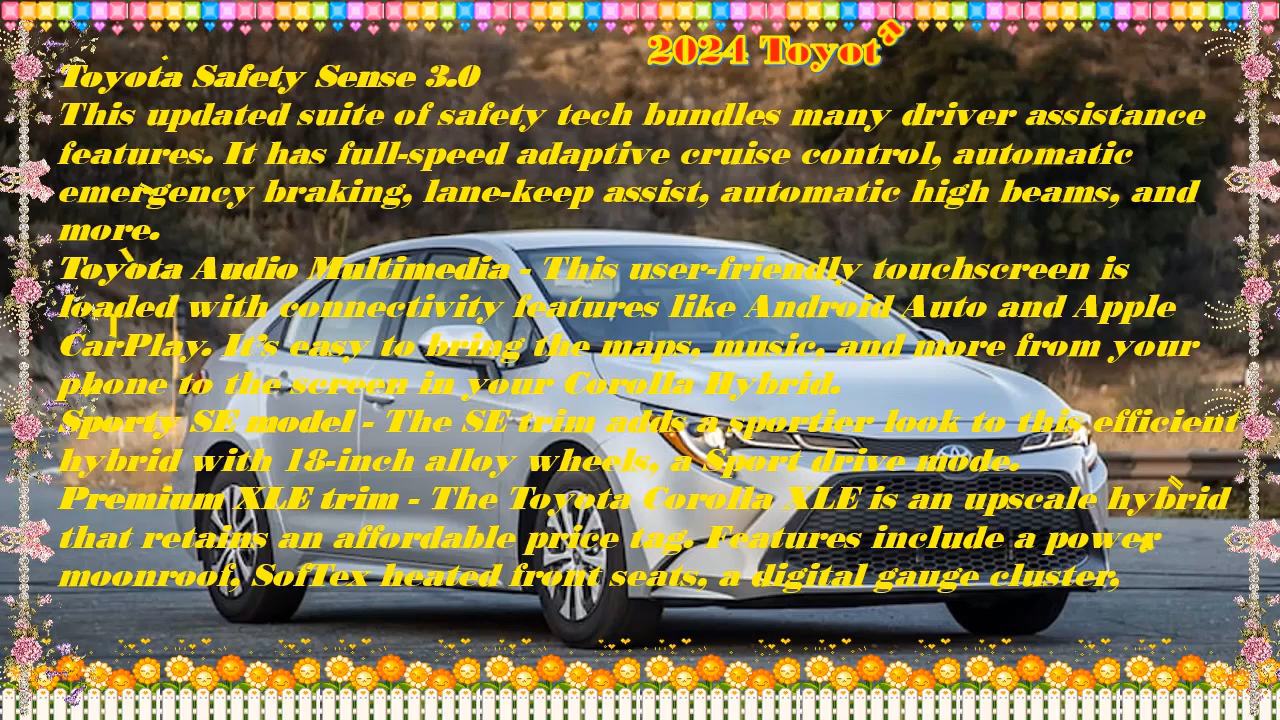 2024 Toyota
Toyota Safety Sense 3.0
This updated suite of safety tech bundles many driver assistance
features. It has full-speed adaptive cruise control, automatic
emergency braking, lane-keep assist, automatic high beams, and
more.
Toyota Audio Multimedia - This user-friendly touchscreen is
loaded with connectivity features like Android Auto and Apple
CarPlay. It's easy to bring the maps, music, and more from your
phone to the screen in your Corolla Hybrid.
Sporty SE model - The SE trim adds a sportier look to this efficient
hybrid with 18-inch alloy wheels, a Sport drive mode.
Premium XLE trim - The Toyota Corolla XLE is an upscale hybrid
that retains an affordable price tag. Features include a power
moonroof, SofTex heated front seats, a digital gauge cluster,